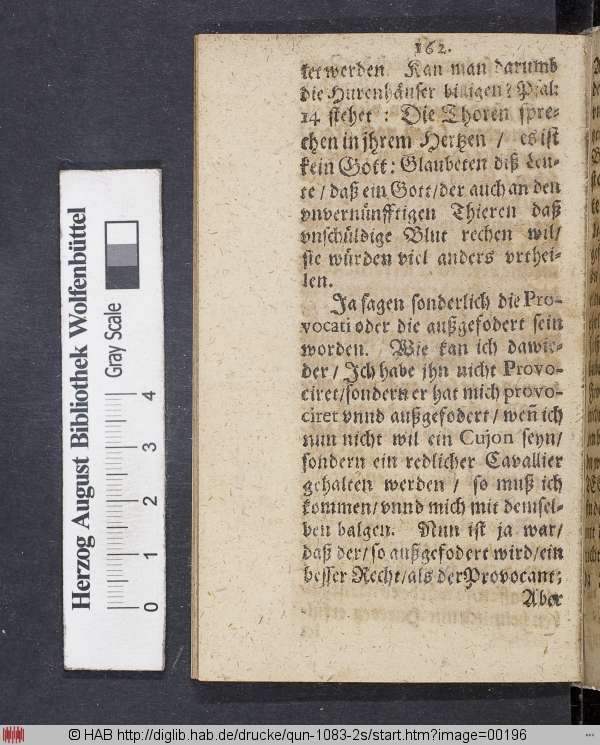 162.
ket werden. Kan man darumb
die Hurenhäuser billigen? Psal:
14 stehet : Die Thoren spre-
chen in jhrem Hertzen / es ist
kein Gott: Glaubeten diß Leu-
te / daß ein Gott / der auch an den
vnvernünfftigen Thieren daß
vnschüldige Blut rechen wil /
sie würden viel anders vrthei-
len.
Ja sagen sonderlich die Pro-
vocati oder die außgefodert sein
worden. Wie kan ich dawie-
der / Ich habe jhn nicht Provo-
ciret / sondern er hat mich provo-
ciret vnnd außgefodert / weñ ich
nun nicht wil ein Cujon seyn /
sondern ein redlicher Cavallier
gehalten werden / so muß ich
kommen / vnnd mich mit demsel-
ben balgen. Nun ist ja war /
daß der / so außgefodert wird / ein
besser Recht / als der Provocant;
Aber
Herzog August Bibliothek Wolfenbüttel
Gray Scale
0 1 2 3 4
© HAB http://diglib.hab.de/drucke/qun-1083-2s/start.htm?image=00196